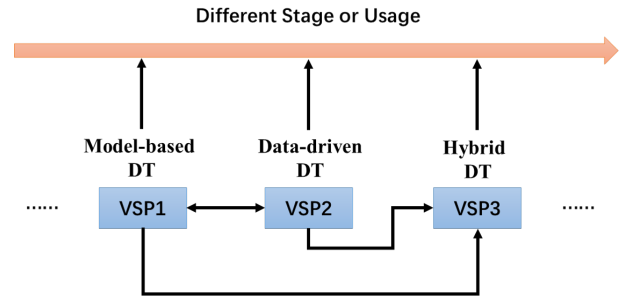 Different Stage or Usage
Model-based
DT
Data-driven
DT
Hybrid
DT
......
VSP1
VSP2
VSP3
......